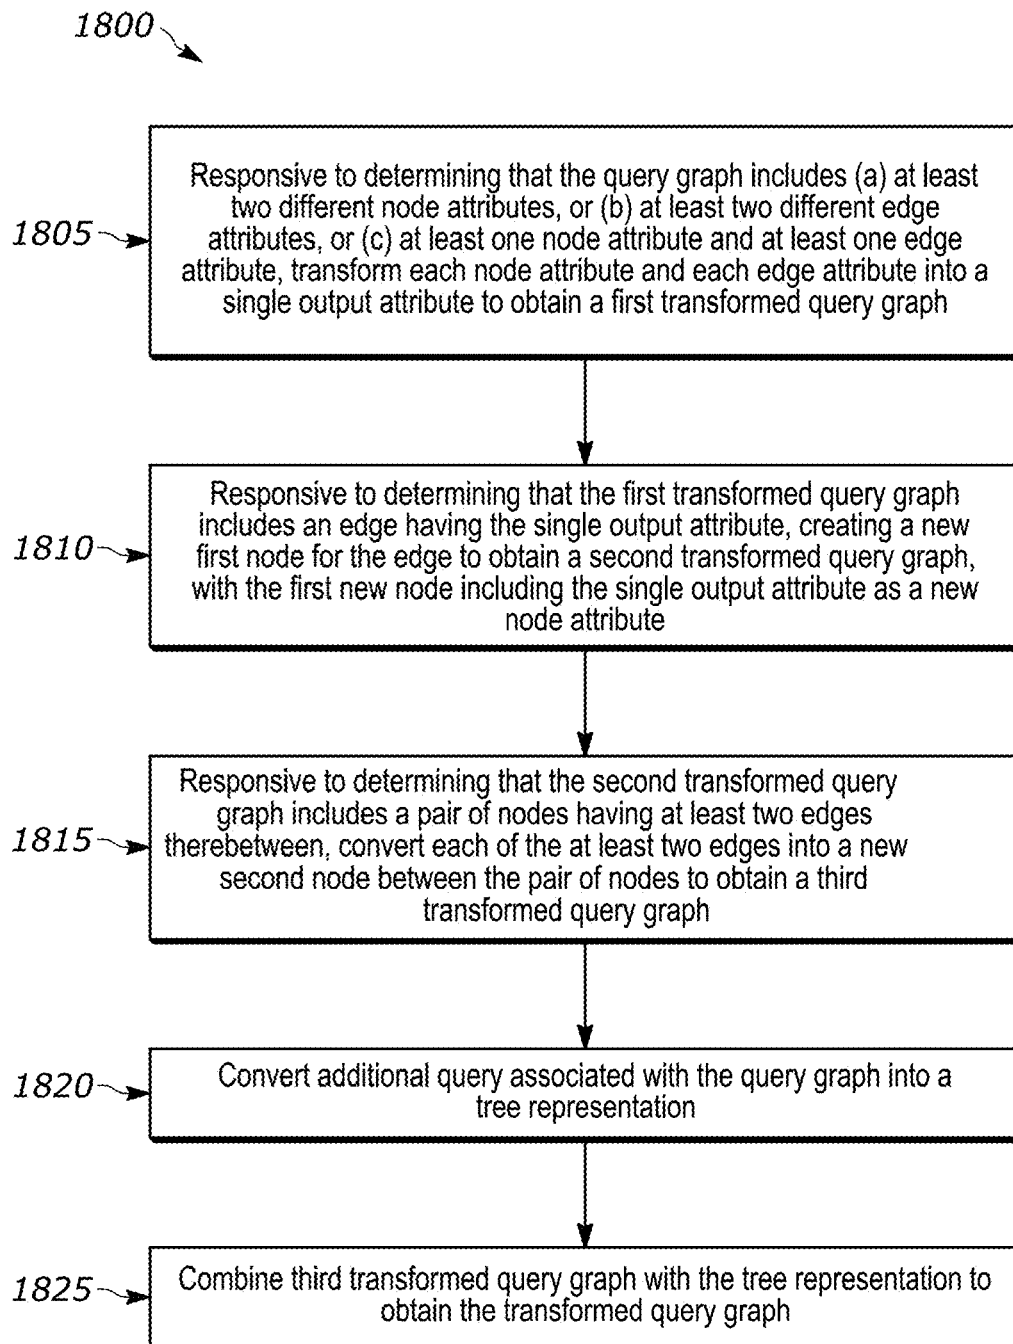 1800
1805
Responsive to determining that the query graph includes (a) at least
two different node attributes, or (b) at least two different edge
attributes, or (c) at least one node attribute and at least one edge
attribute, transform each node attribute and each edge attribute into a
single output attribute to obtain a first transformed query graph
1810
Responsive to determining that the first transformed query graph
includes an edge having the single output attribute, creating a new
first node for the edge to obtain a second transformed query graph,
with the first new node including the single output attribute as a new
node attribute
1815
Responsive to determining that the second transformed query
graph includes a pair of nodes having at least two edges
therebetween, convert each of the at least two edges into a new
second node between the pair of nodes to obtain a third
transformed query graph
1820
Convert additional query associated with the query graph into a
tree representation
1825
Combine third transformed query graph with the tree representation to
obtain the transformed query graph